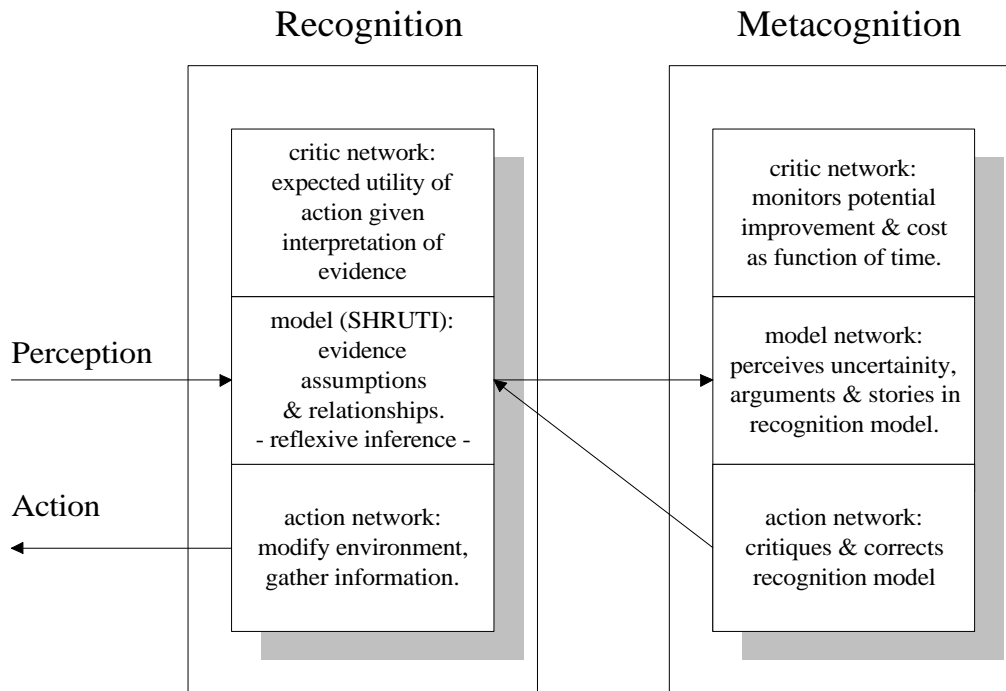 Recognition
Metacognition
critic network:
expected utility of
action given
interpretation of
evidence
critic network:
monitors potential
improvement & cost
as function of time.
Perception
model (SHRUTI):
evidence
assumptions
& relationships.
- reflexive inference -
model network:
perceives uncertainty,
arguments & stories in
recognition model.
Action
action network:
modify environment,
gather information.
action network:
critiques & corrects
recognition model